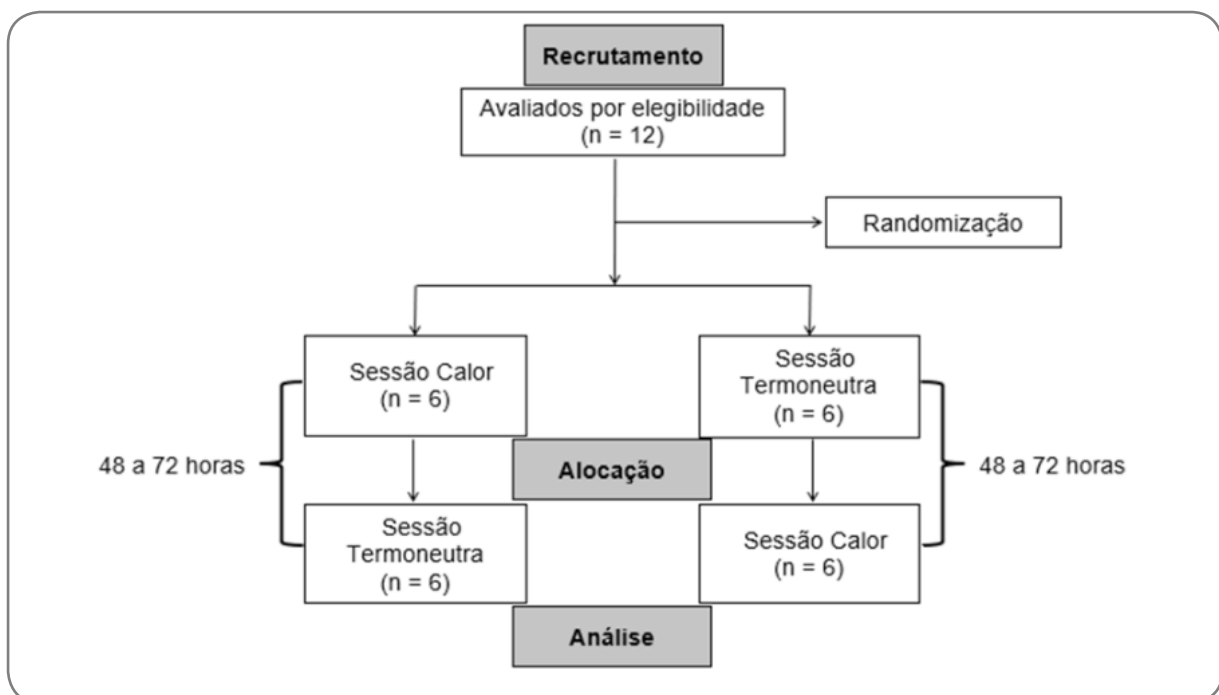 Recrutamento
Avaliados por elegibilidade
(n = 12)
Randomização
Sessão Calor
(n = 6)
Sessão
Termoneutra
(n = 6)
48 a 72 horas
Alocação
48 a 72 horas
Sessão
Termoneutra
(n = 6)
Sessão Calor
(n = 6)
Análise